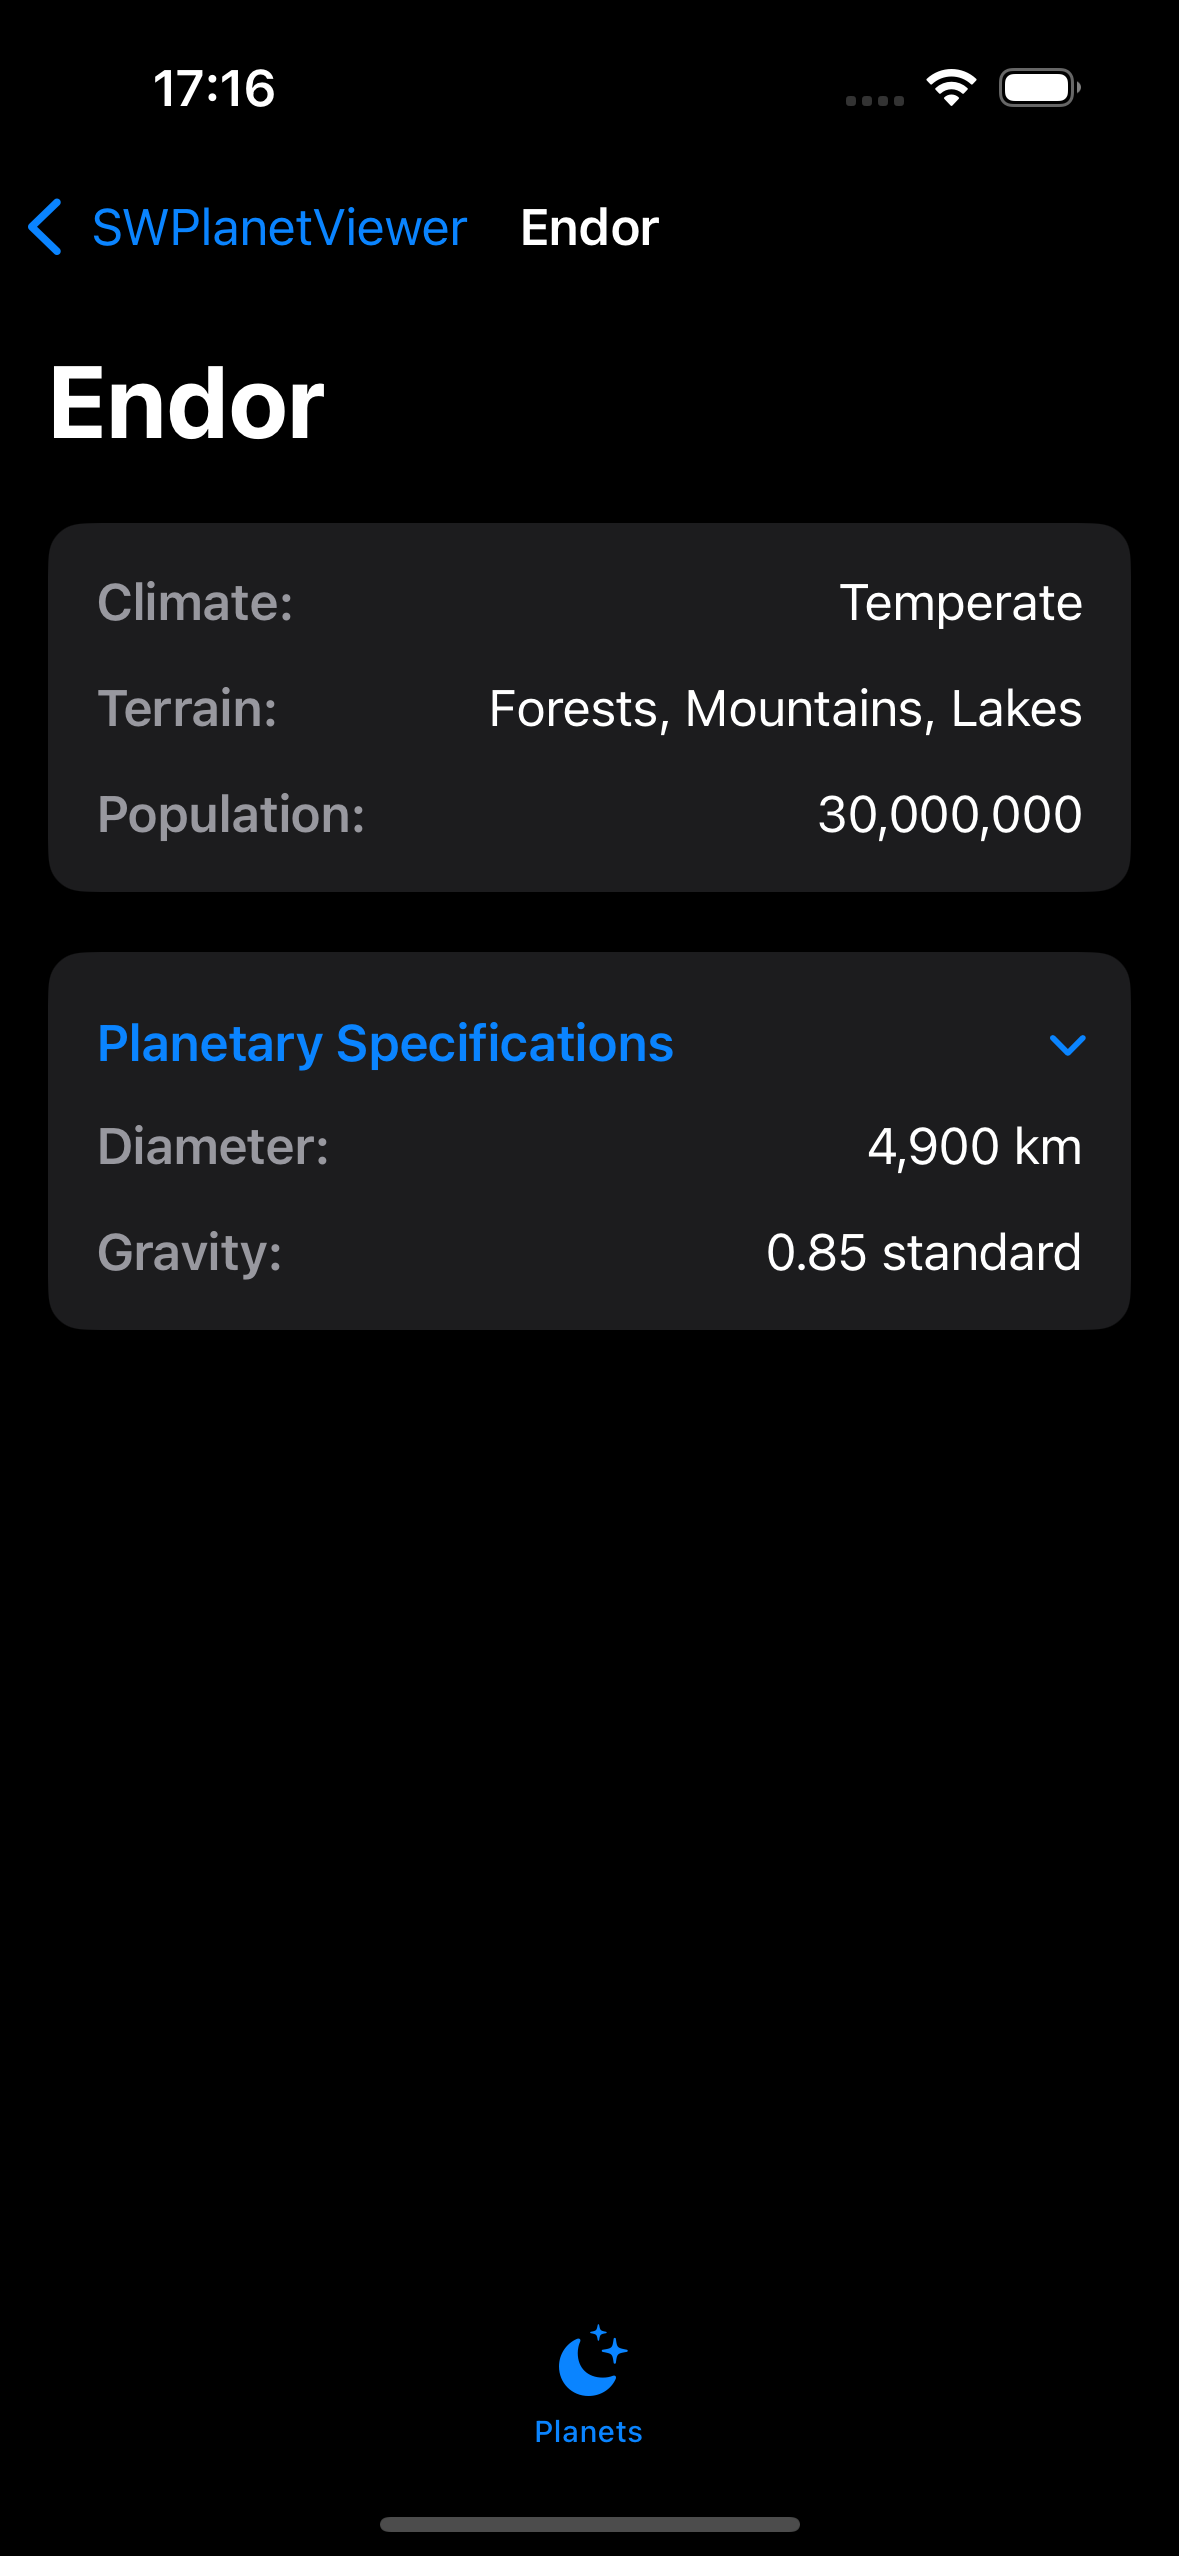 17:16
SWPlanetViewer Endor
Endor
Climate: Temperate
Terrain: Forests, Mountains, Lakes
Population: 30,000,000
Planetary Specifications
Diameter: 4,900 km
Gravity: 0.85 standard
Planets